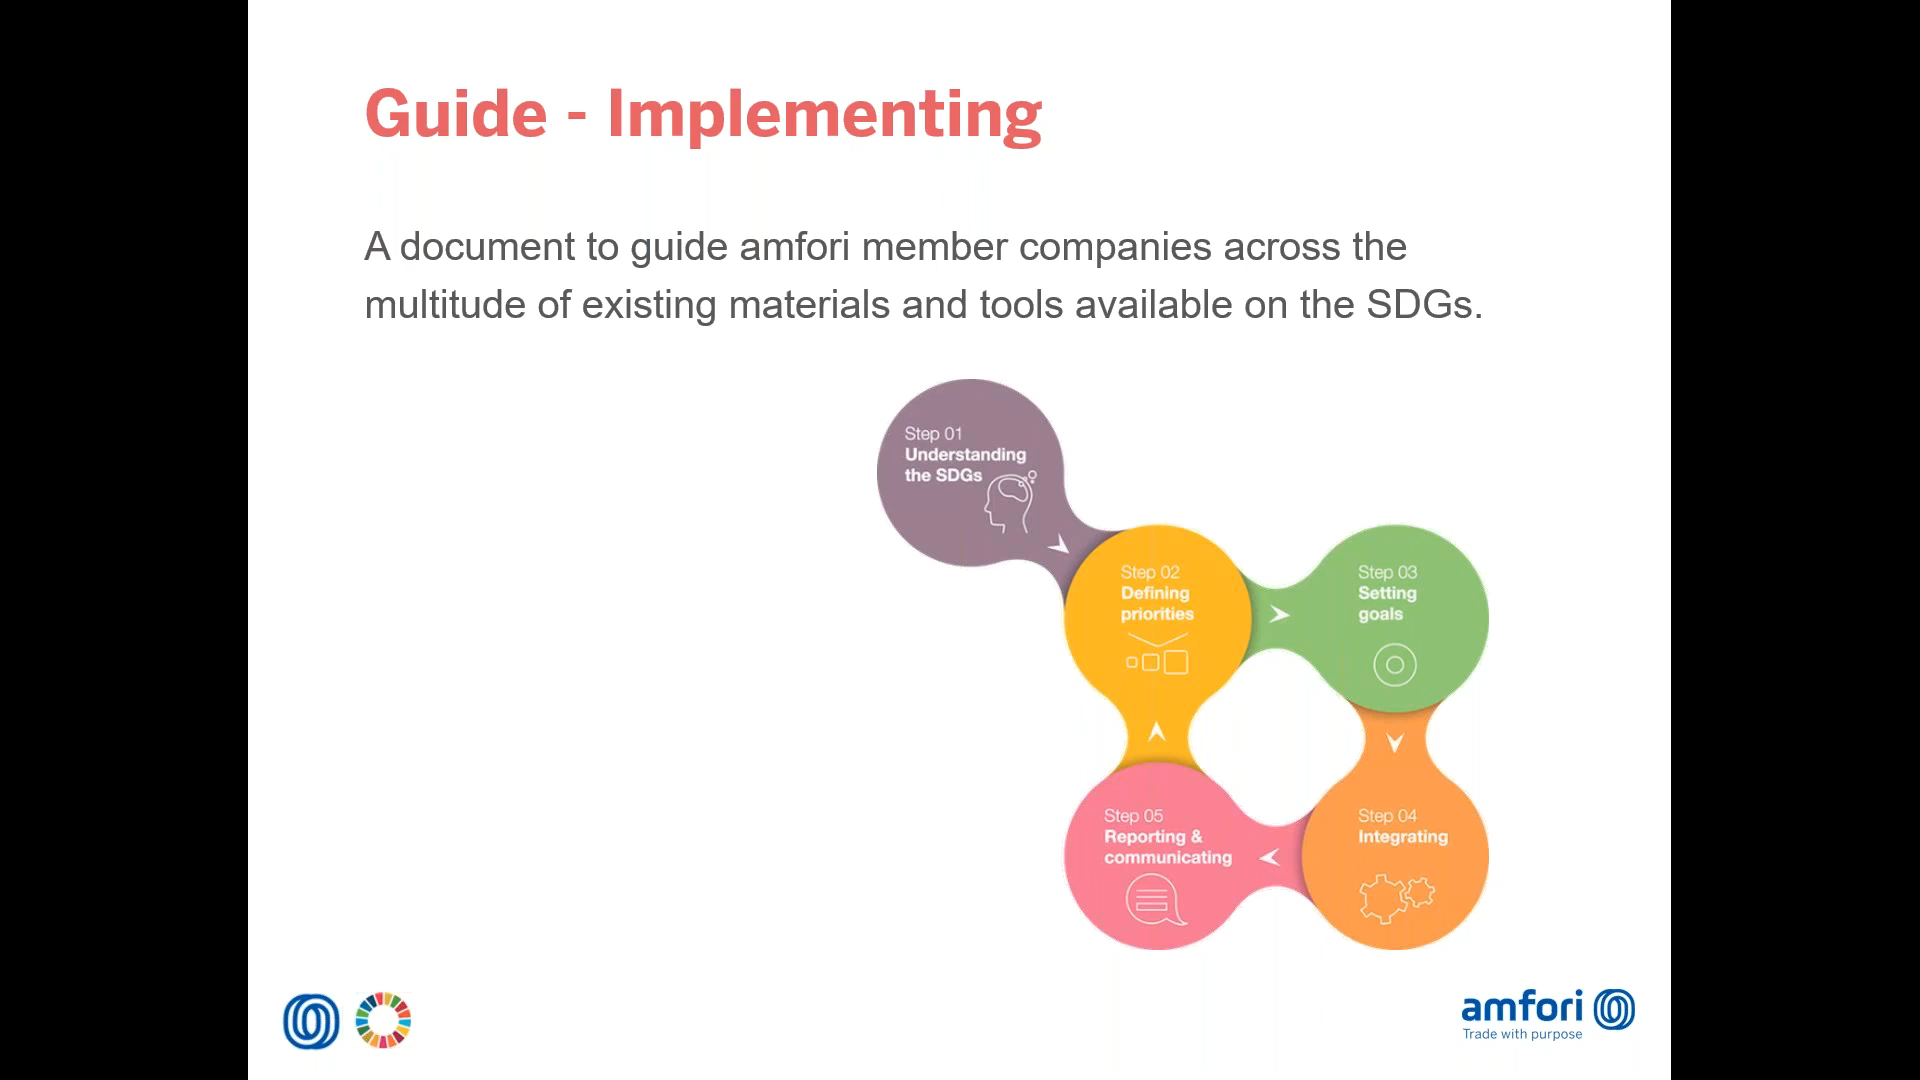 Guide - Implementing
A document to guide amfori member companies across the
multitude of existing materials and tools available on the SDGs.
Step 01
Understanding
the SDGs
Step 02
Defining
priorities
Step 03
Setting
goals
Step 04
Integrating
Step 05
Reporting &
communicating
amfori
Trade with purpose